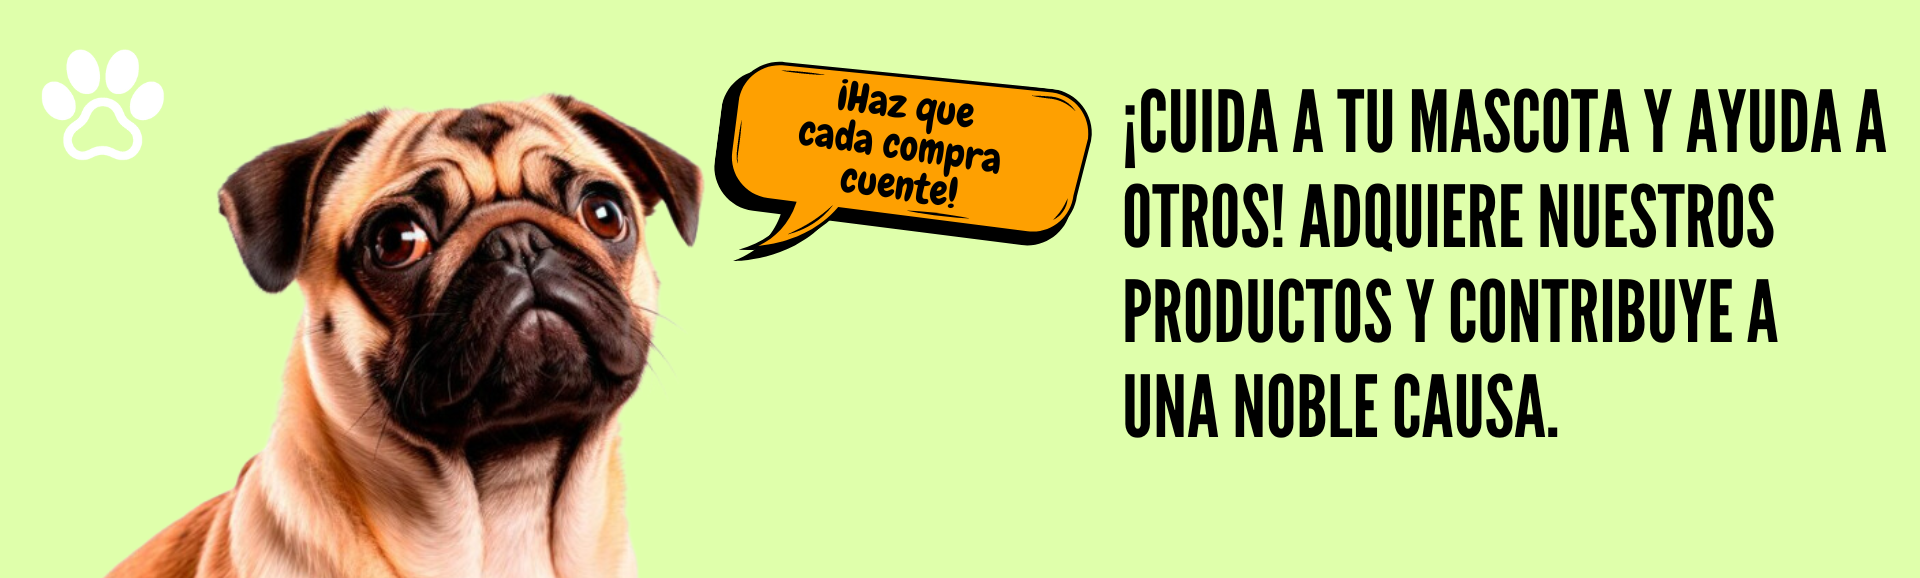 ¡Haz que
cada compra
cuente!
¡CUIDA A TU MASCOTA Y AYUDA A
OTROS! ADQUIERE NUESTROS
PRODUCTOS Y CONTRIBUYE A
UNA NOBLE CAUSA.